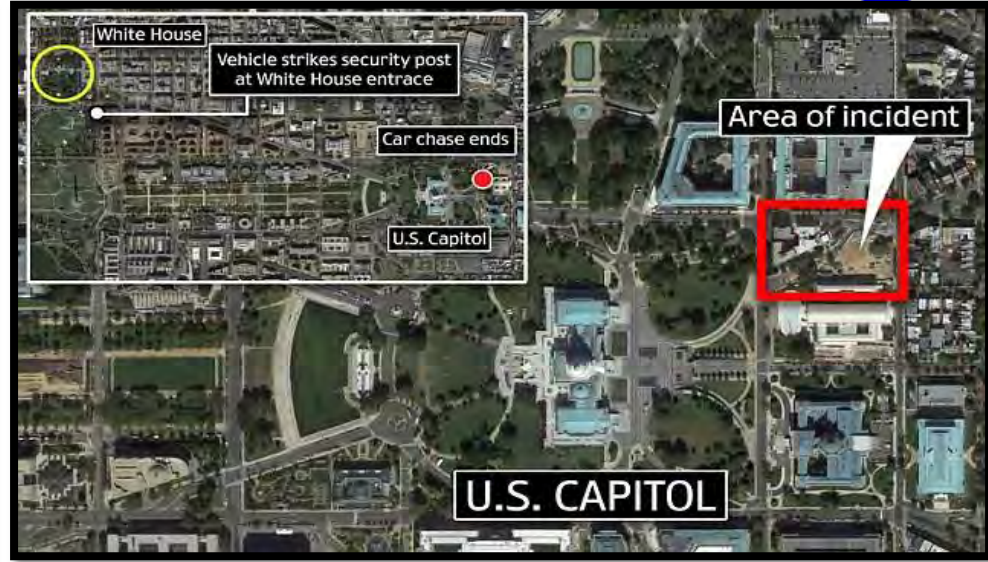 White House
Vehicle strikes security post
at White House entrace
Car chase ends
U.S. Capitol
Area of incident
U.S. CAPITOL